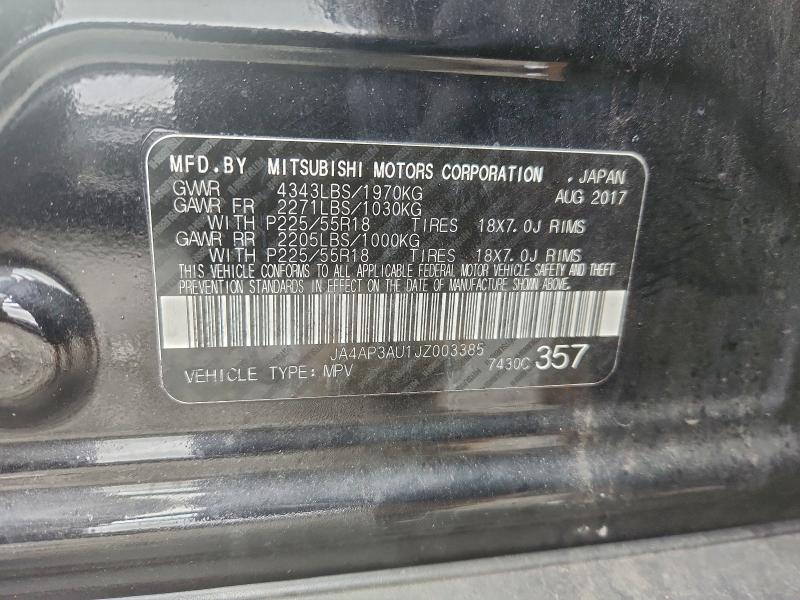 MFD.BY MITSUBISHI MOTORS CORPORATION . JAPAN
GVWR 4343LBS/1970KG AUG 2017
GAWR FR 2271LBS/1030KG
WITH P225/55R18 TIRES 18X7.0J RIMS
GAWR RR 2205LBS/1000KG
WITH P225/55R18 TIRES 18X7.0J RIMS
THIS VEHICLE CONFORMS TO ALL APPLICABLE FEDERAL MOTOR VEHICLE SAFETY AND THEFT
PREVENTION STANDARDS IN EFFECT ON THE DATE OF MANUFACTURE SHOWN ABOVE.
JA4AP3AU1JZ003385
VEHICLE TYPE: MPV 7430C 357